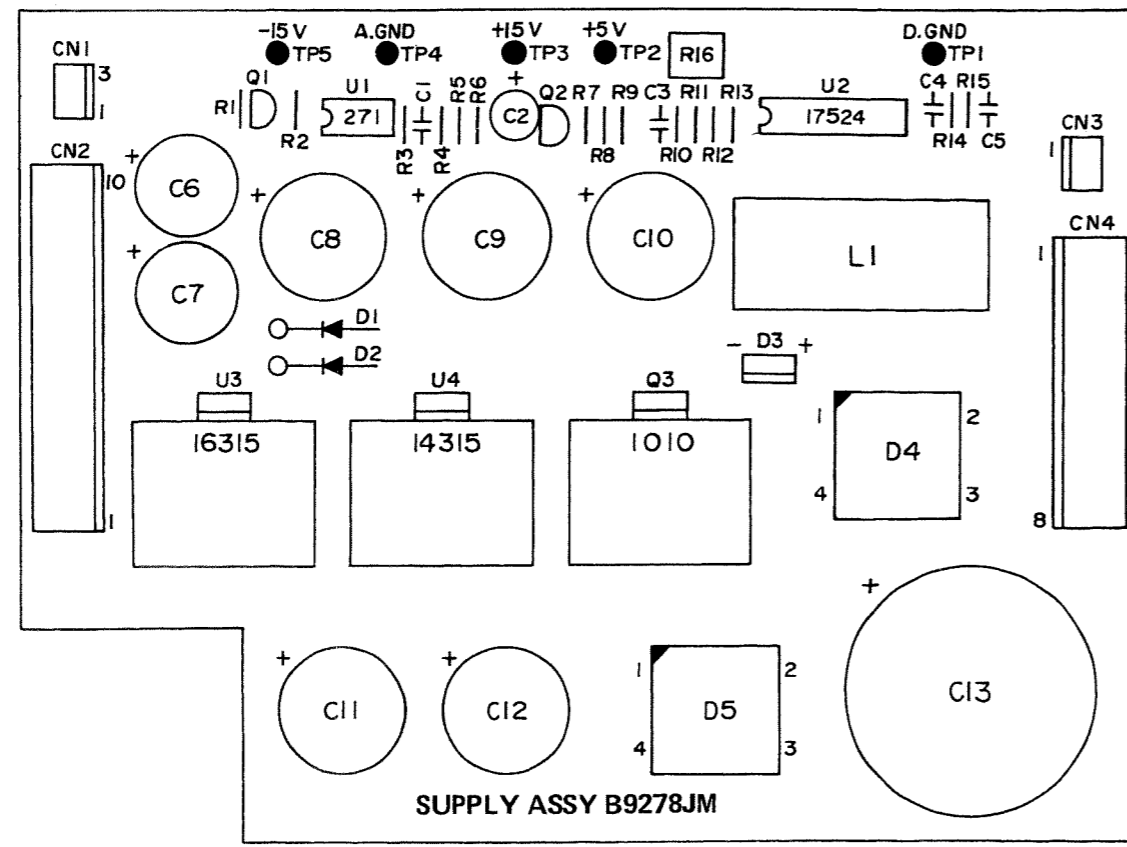 -15V A.GND +15V +5V D.GND
TP5 TP4 TP3 TP2 R16 TP1
CN1 3 1
R1 Q1 R2 U1 271 R3 C1 R4 R5 R6 + C2 Q2 R7 R8 R9 C3 R10 R11 R12 R13 U2 17524 C4 R14 R15 C5
CN3 1
CN2 10 1
+ C6 + C8 + C9 + C10 L1
CN4 1 8
+ C7
D1
D2
- D3 +
U3 U4 Q3
16315 14315 1010
1 2 D4 4 3
+ C11 + C12 1 2 D5 4 3 + C13
SUPPLY ASSY B9278JM